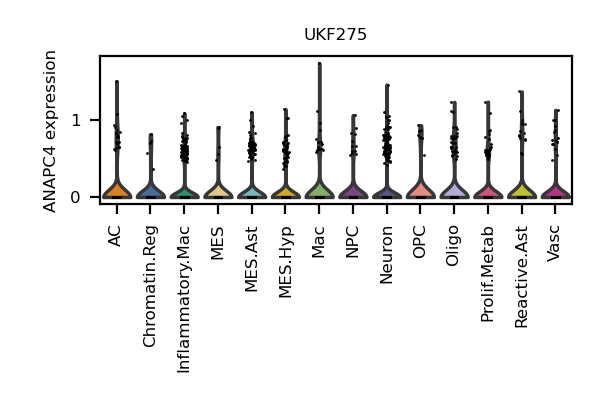 UKF275
ANAPC4 expression
1
0
AC
Chromatin.Reg
Inflammatory.Mac
MES
MES.Ast
MES.Hyp
Mac
NPC
Neuron
OPC
Oligo
Prolif.Metab
Reactive.Ast
Vasc